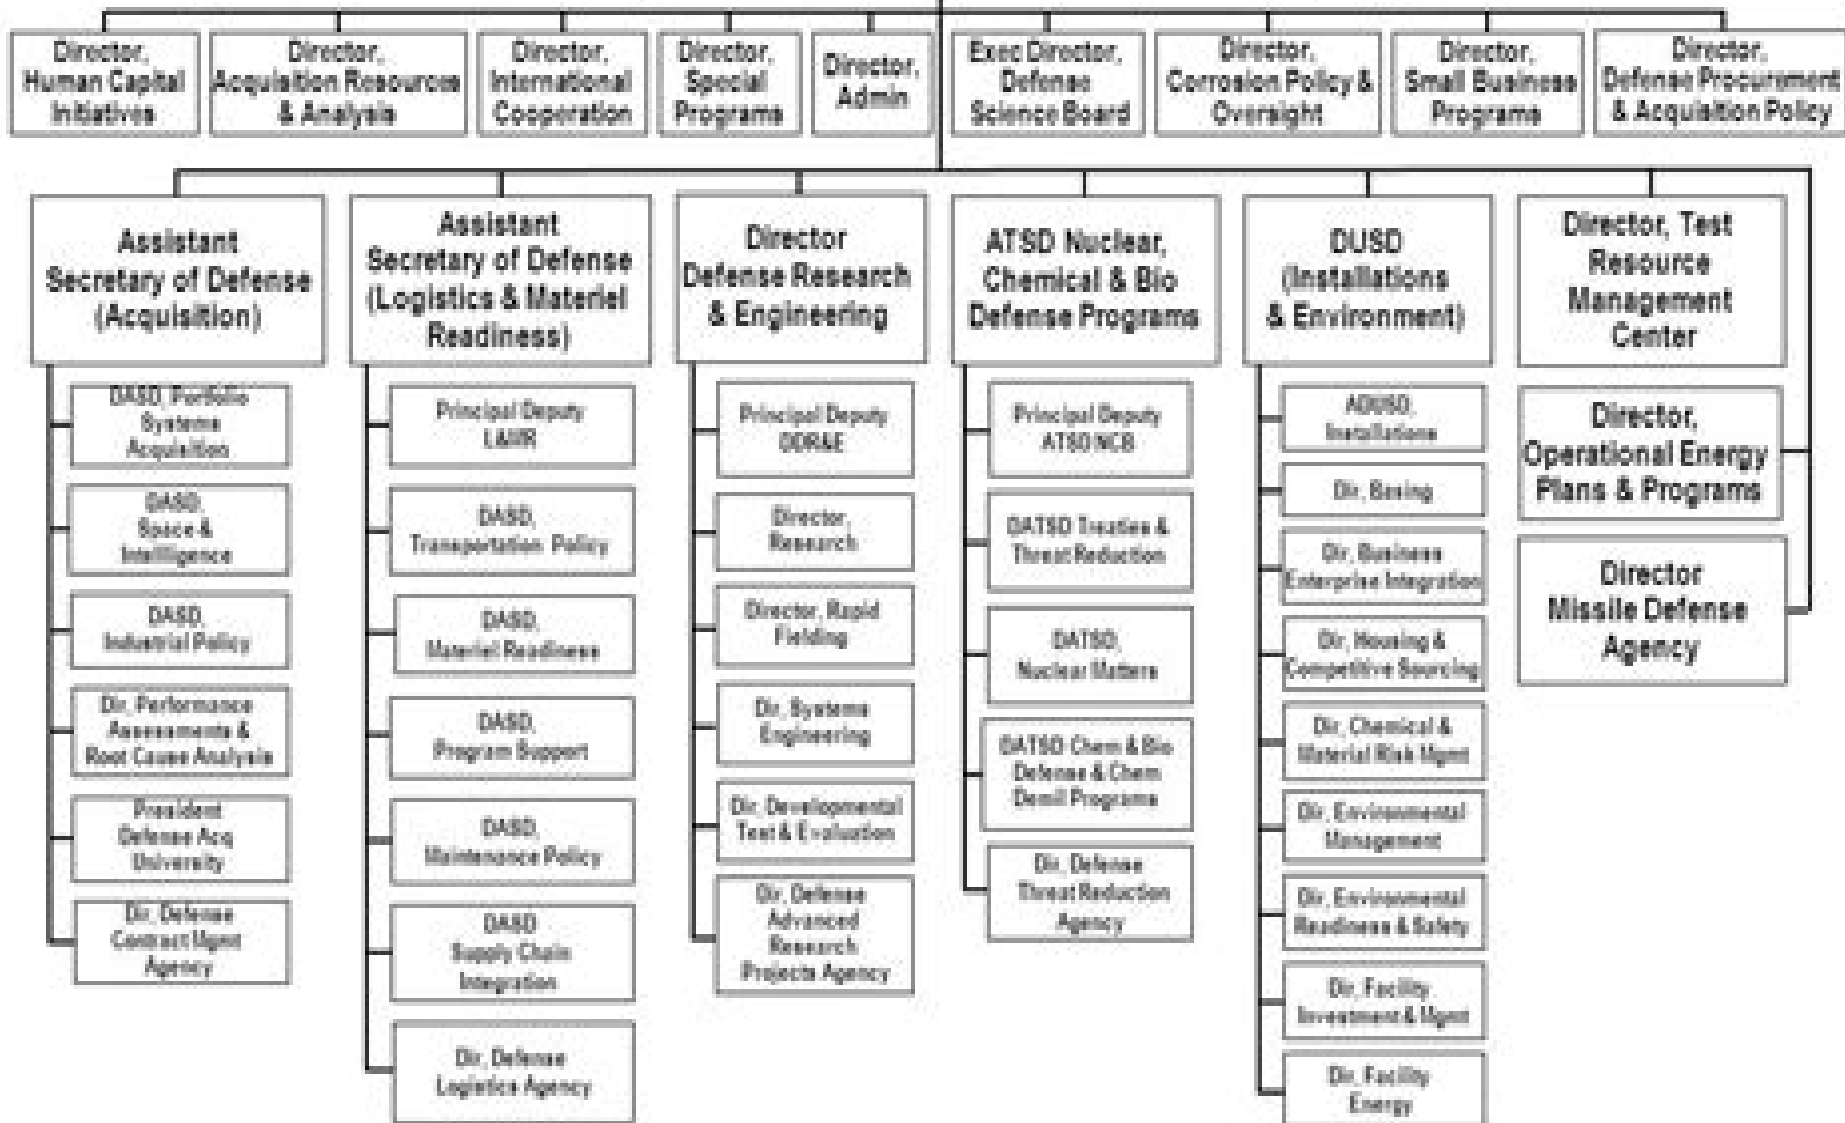 Director,
Human Capital
Initiatives
Director,
Acquisition Resources
& Analysis
Director,
International
Cooperation
Director,
Special
Programs
Director,
Admin
Exec Director,
Defense
Science Board
Director,
Corrosion Policy &
Oversight
Director,
Small Business
Programs
Director,
Defense Procurement
& Acquisition Policy
Assistant
Secretary of Defense
(Acquisition)
DASD, Portfolio
Systems
Acquisition
DASD,
Space &
Intelligence
DASD,
Industrial Policy
Dir, Performance
Assessments &
Root Cause Analysis
President
Defense Acq
University
Dir, Defense
Contract Mgmt
Agency
Assistant
Secretary of Defense
(Logistics & Materiel
Readiness)
Principal Deputy
L&MR
DASD,
Transportation Policy
DASD,
Materiel Readiness
DASD,
Program Support
DASD,
Maintenance Policy
DASD
Supply Chain
Integration
Dir, Defense
Logistics Agency
Director
Defense Research
& Engineering
Principal Deputy
DDR&E
Director,
Research
Director, Rapid
Fielding
Dir, Systems
Engineering
Dir, Developmental
Test & Evaluation
Dir, Defense
Advanced
Research
Projects Agency
ATSD Nuclear,
Chemical & Bio
Defense Programs
Principal Deputy
ATSD NCB
DATSD Treaties &
Threat Reduction
DATSD,
Nuclear Matters
DATSD Chem & Bio
Defense & Chem
Demil Programs
Dir, Defense
Threat Reduction
Agency
DUSD
(Installations
& Environment)
ADUSD,
Installations
Dir, Basing
Dir, Business
Enterprise Integration
Dir, Housing &
Competitive Sourcing
Dir, Chemical &
Material Risk Mgmt
Dir, Environmental
Management
Dir, Environmental
Readiness & Safety
Dir, Facility
Investment & Mgmt
Dir, Facility
Energy
Director, Test
Resource
Management
Center
Director,
Operational Energy
Plans & Programs
Director
Missile Defense
Agency